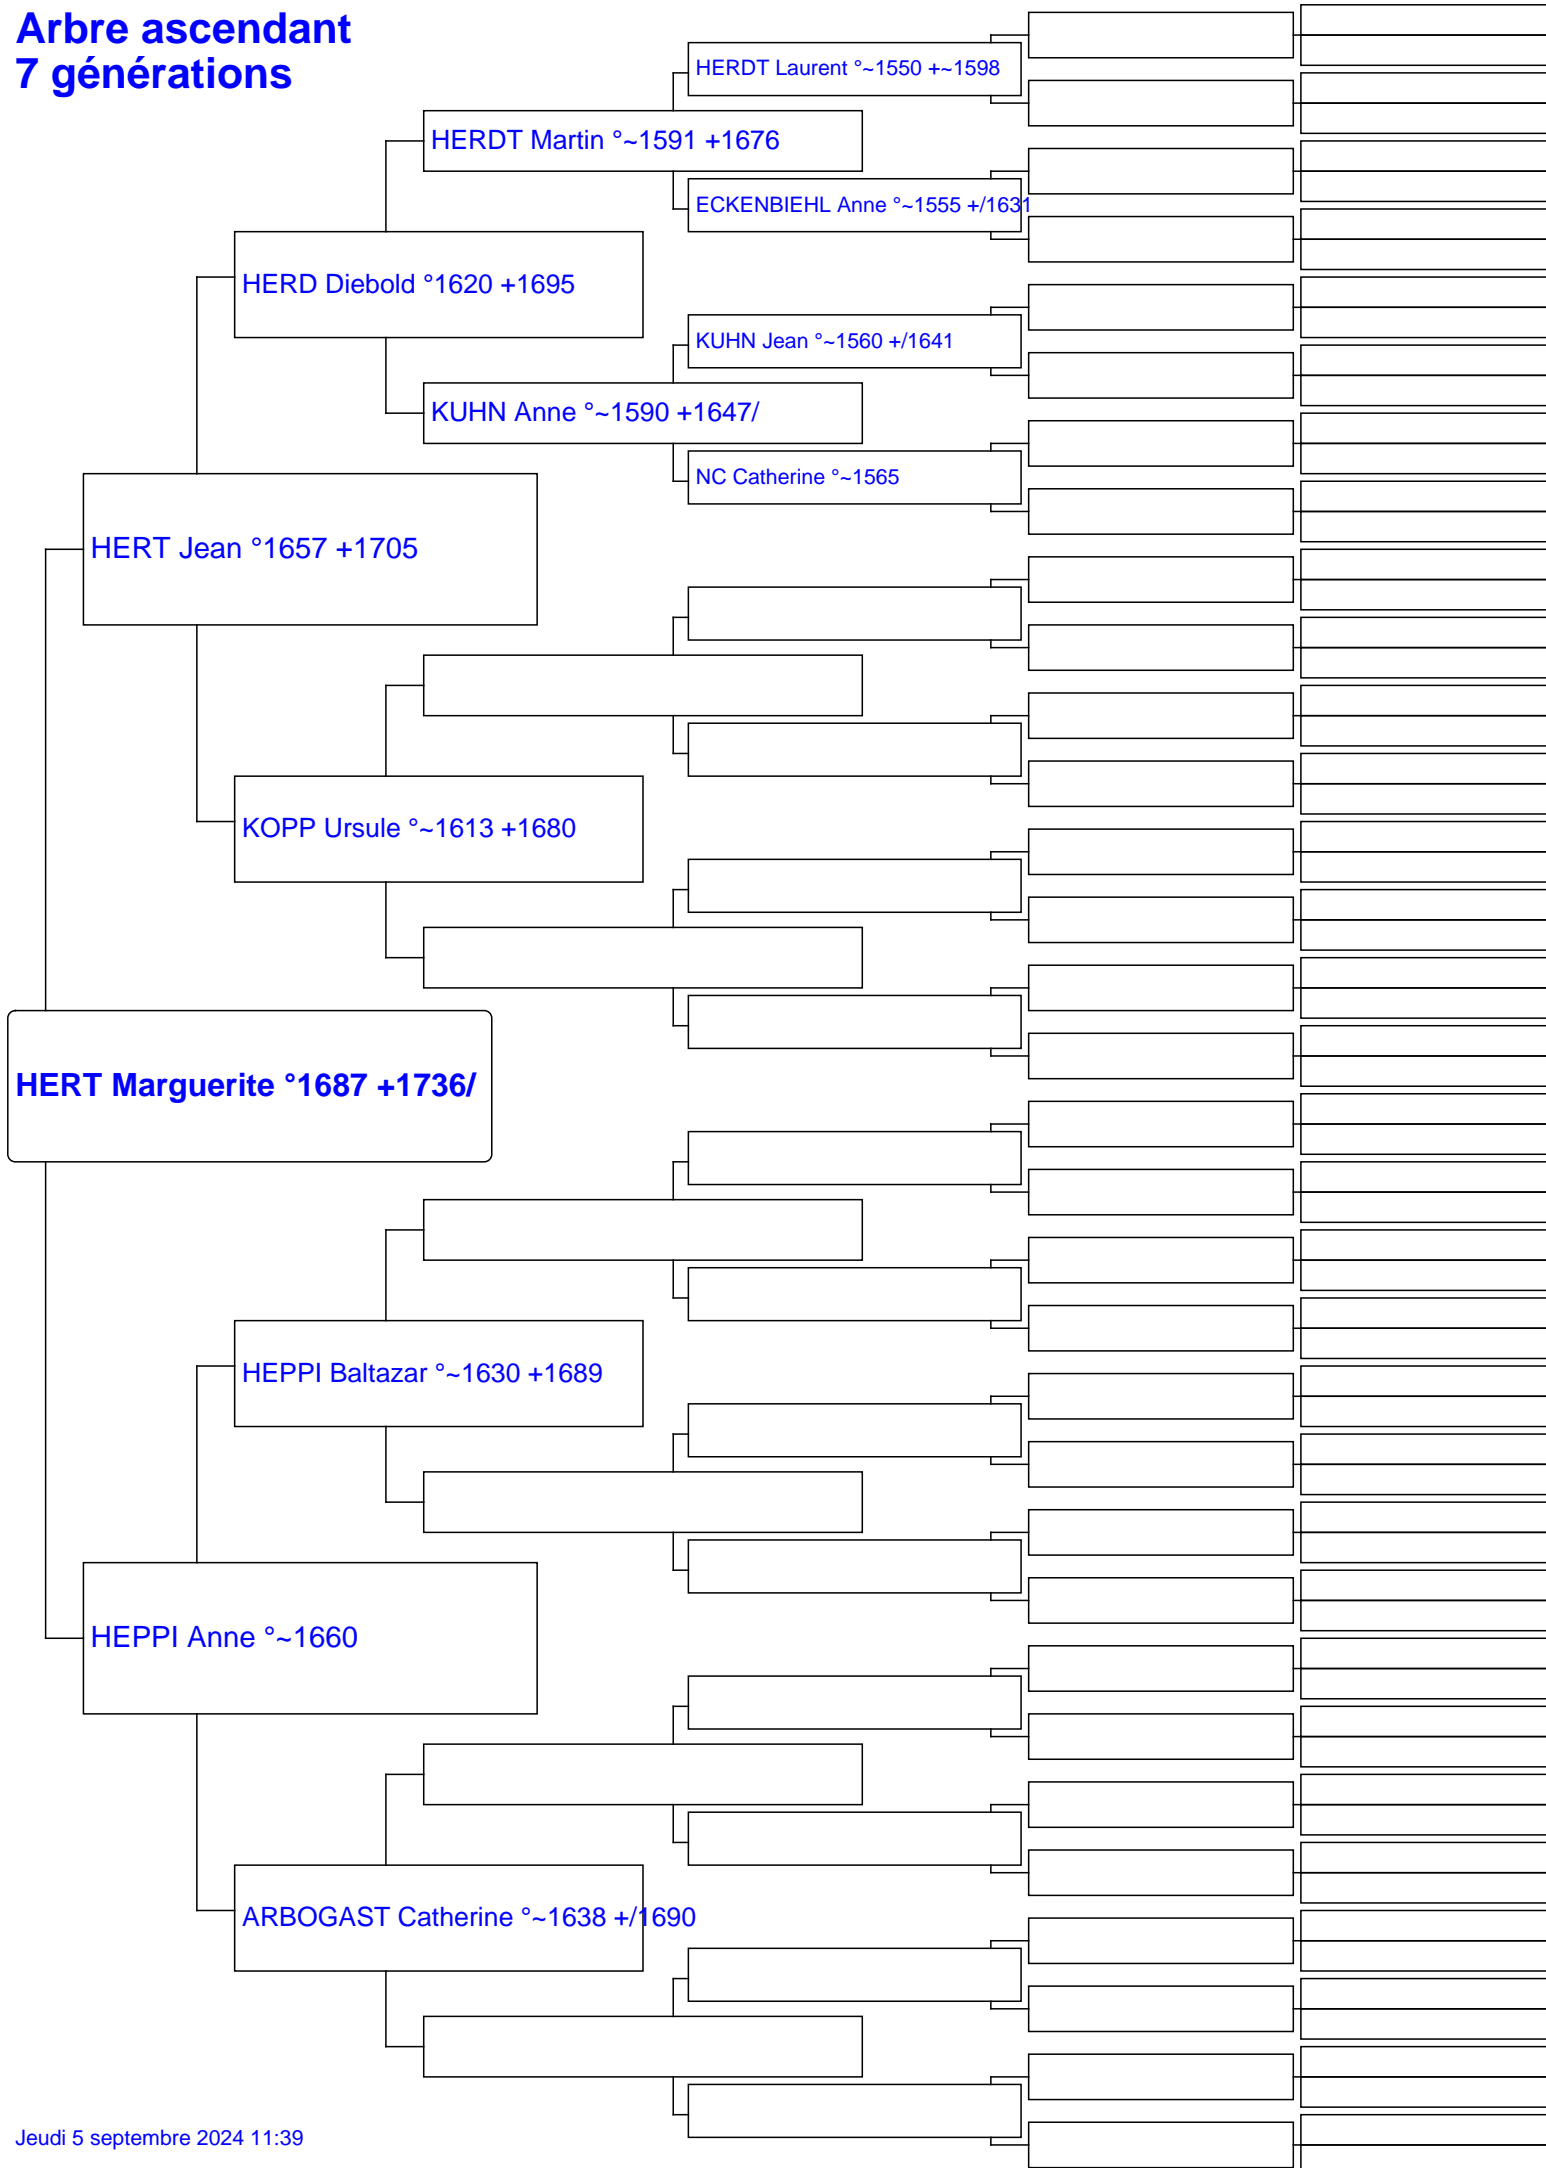 Arbre ascendant
7 générations
HERDT Laurent °~1550 +~1598
HERDT Martin °~1591 +1676
ECKENBIEHL Anne °~1555 +/1631
HERD Diebold °1620 +1695
KUHN Jean °~1560 +/1641
KUHN Anne °~1590 +1647/
NC Catherine °~1565
HERT Jean °1657 +1705
KOPP Ursule °~1613 +1680
HERT Marguerite °1687 +1736/
HEPPI Baltazar °~1630 +1689
HEPPI Anne °~1660
ARBOGAST Catherine °~1638 +/1690
Jeudi 5 septembre 2024 11:39